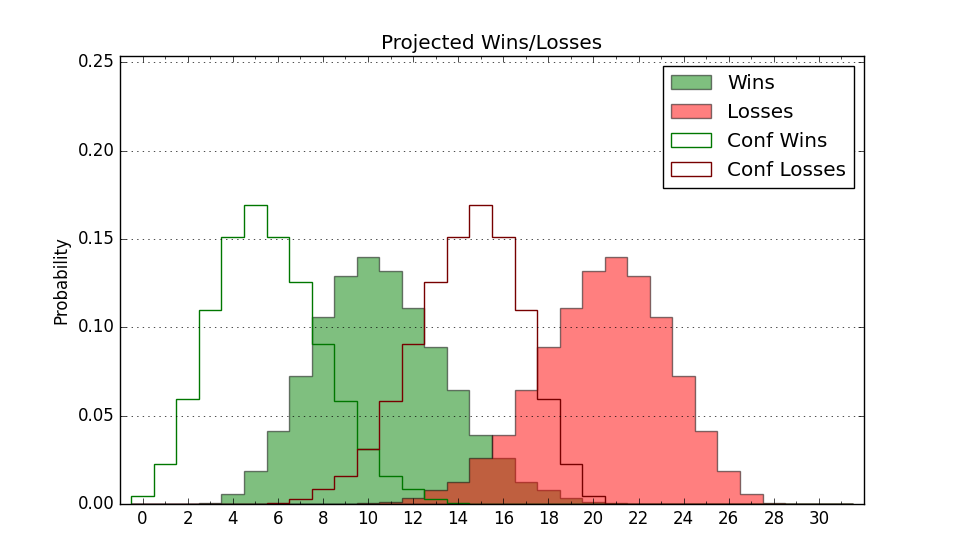 Projected Wins/Losses
0.25
0.20
0.15
0.10
0.05
0.00
Probability
Wins
Losses
Conf Wins
Conf Losses
0 2 4 6 8 10 12 14 16 18 20 22 24 26 28 30